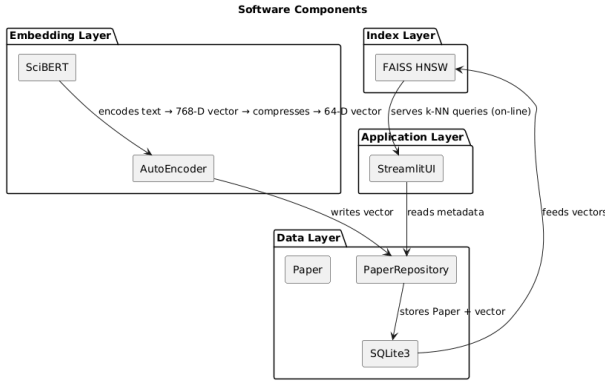 Software Components
Embedding Layer
Index Layer
SciBERT
FAISS HNSW
encodes text → 768-D vector → compresses → 64-D vector
serves k-NN queries (on-line)
Application Layer
AutoEncoder
StreamlitUI
writes vector
reads metadata
feeds vectors
Data Layer
Paper
PaperRepository
stores Paper + vector
SQLite3